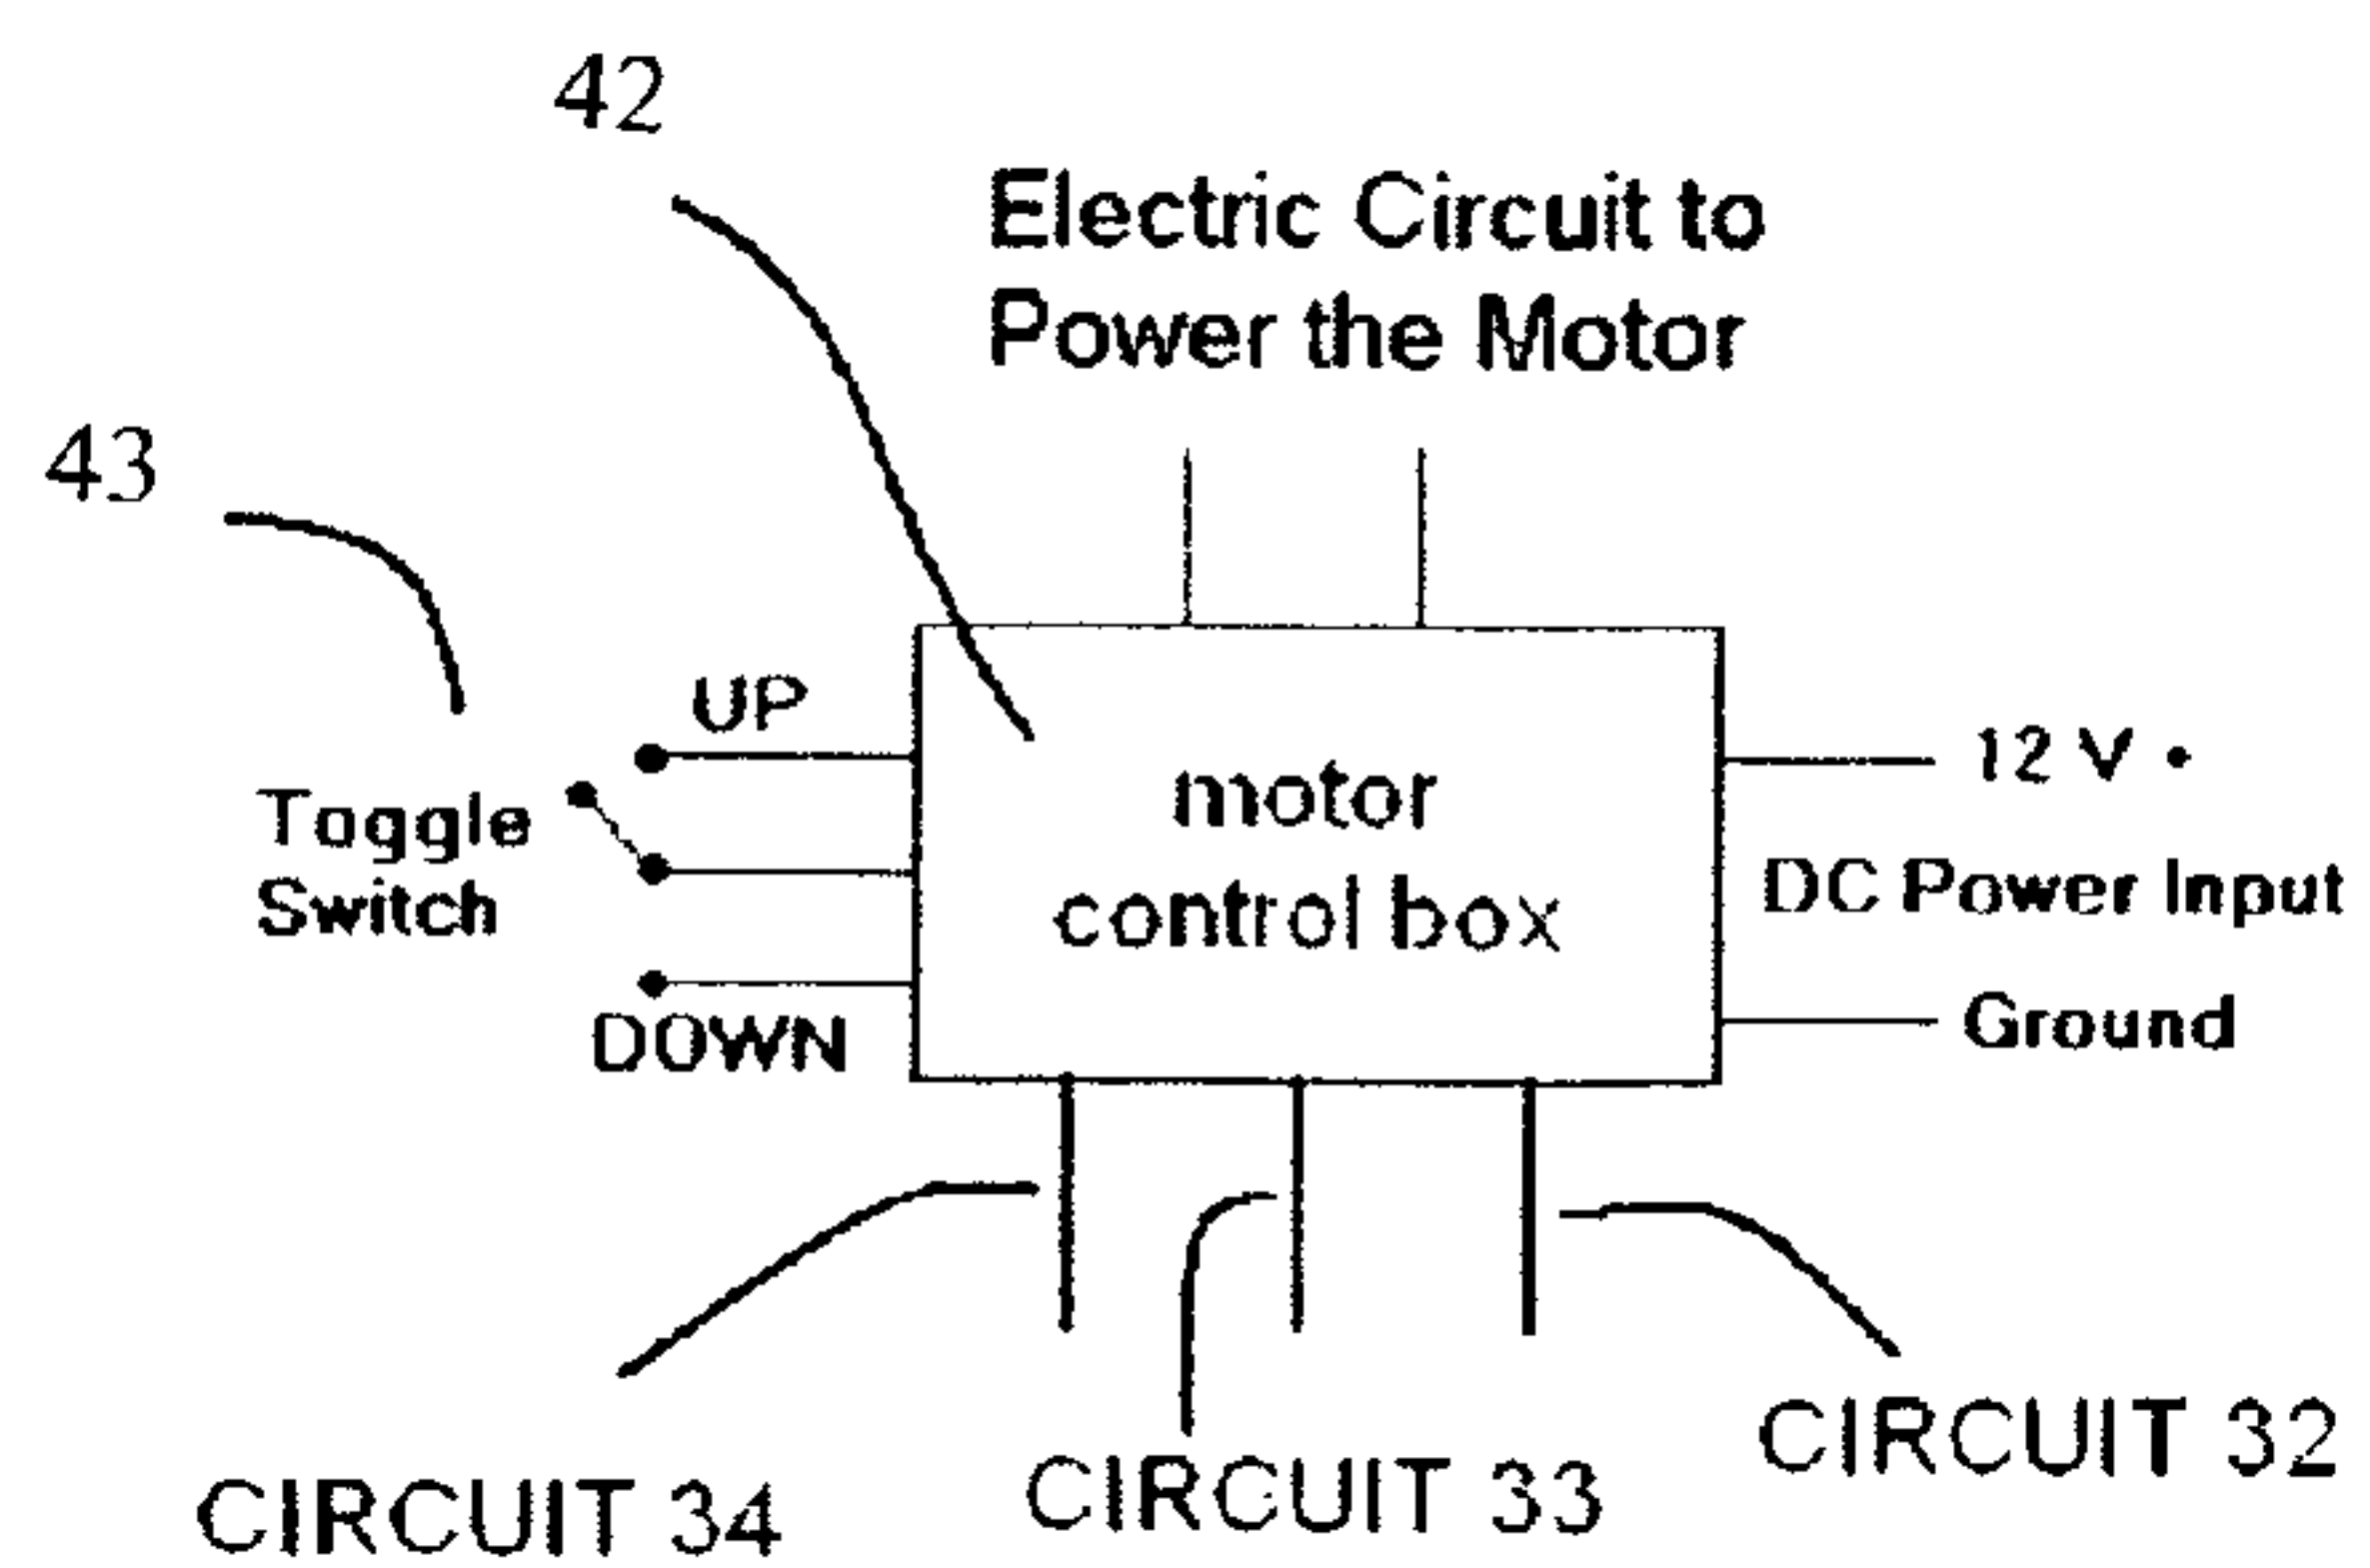 42
Electric Circuit to
Power the Motor
43
UP
Toggle
Switch
DOWN
motor
control box
12 V •
DC Power Input
Ground
CIRCUIT 34
CIRCUIT 33
CIRCUIT 32